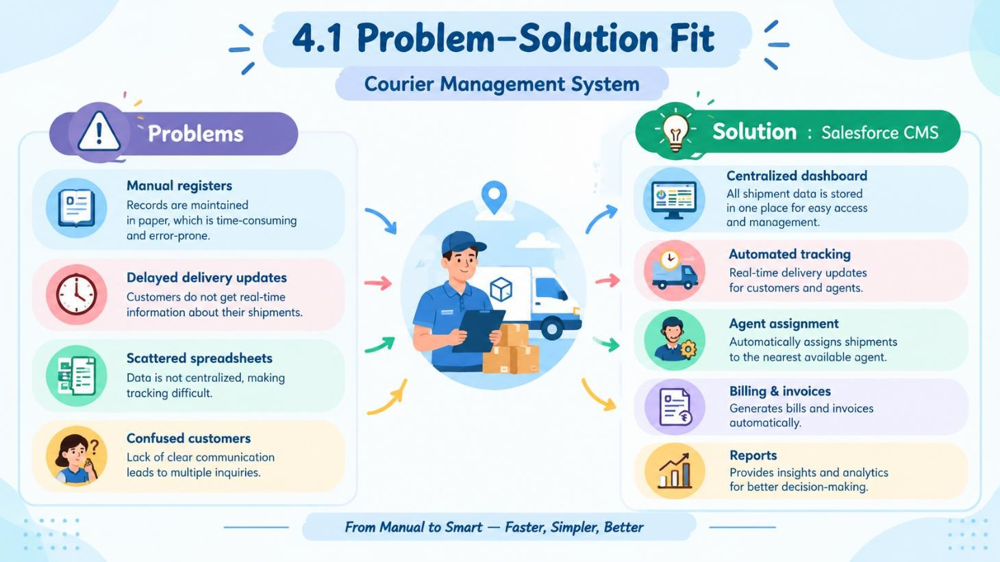 4.1 Problem–Solution Fit
Courier Management System
Problems
Manual registers
Records are maintained
in paper, which is time-consuming
and error-prone.
Delayed delivery updates
Customers do not get real-time
information about their shipments.
Scattered spreadsheets
Data is not centralized, making
tracking difficult.
Confused customers
Lack of clear communication
leads to multiple inquiries.
Solution : Salesforce CMS
Centralized dashboard
All shipment data is stored
in one place for easy access
and management.
Automated tracking
Real-time delivery updates
for customers and agents.
Agent assignment
Automatically assigns shipments
to the nearest available agent.
Billing & invoices
Generates bills and invoices
automatically.
Reports
Provides insights and analytics
for better decision-making.
From Manual to Smart — Faster, Simpler, Better